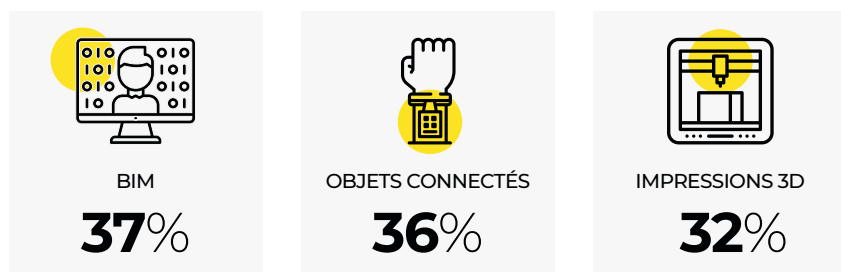 BIM
37%
OBJETS CONNECTÉS
36%
IMPRESSIONS 3D
32%